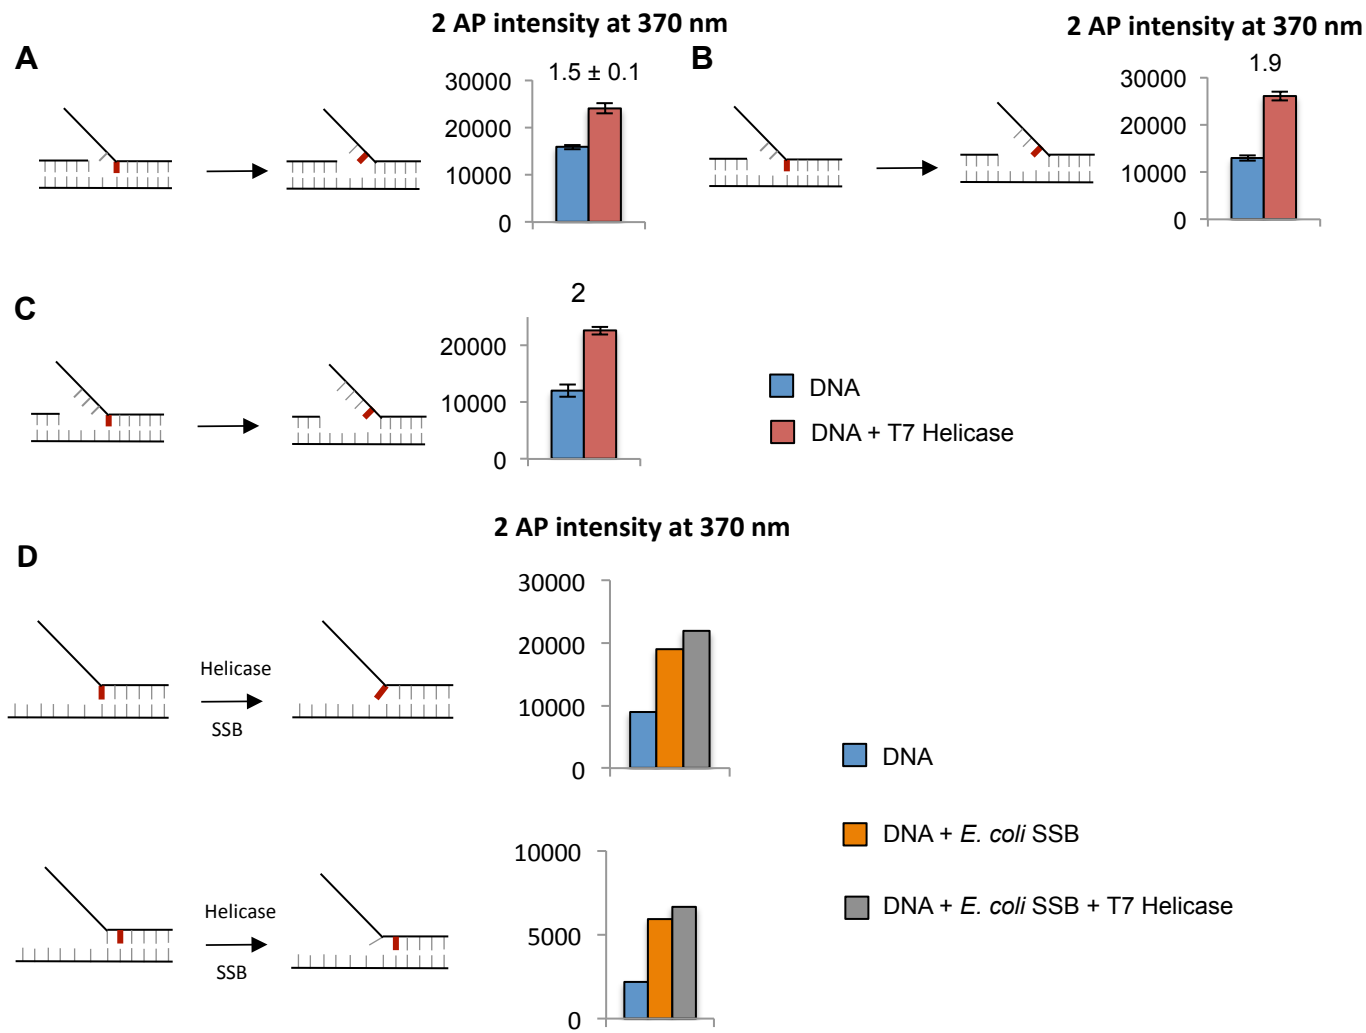 2 AP intensity at 370 nm
2 AP intensity at 370 nm
A
B
1.5 ± 0.1
1.9
30000
20000
10000
0
30000
20000
10000
0
C
2
20000
10000
0
DNA
DNA + T7 Helicase
2 AP intensity at 370 nm
D
30000
20000
10000
0
Helicase
SSB
DNA
DNA + E. coli SSB
DNA + E. coli SSB + T7 Helicase
10000
5000
0
Helicase
SSB